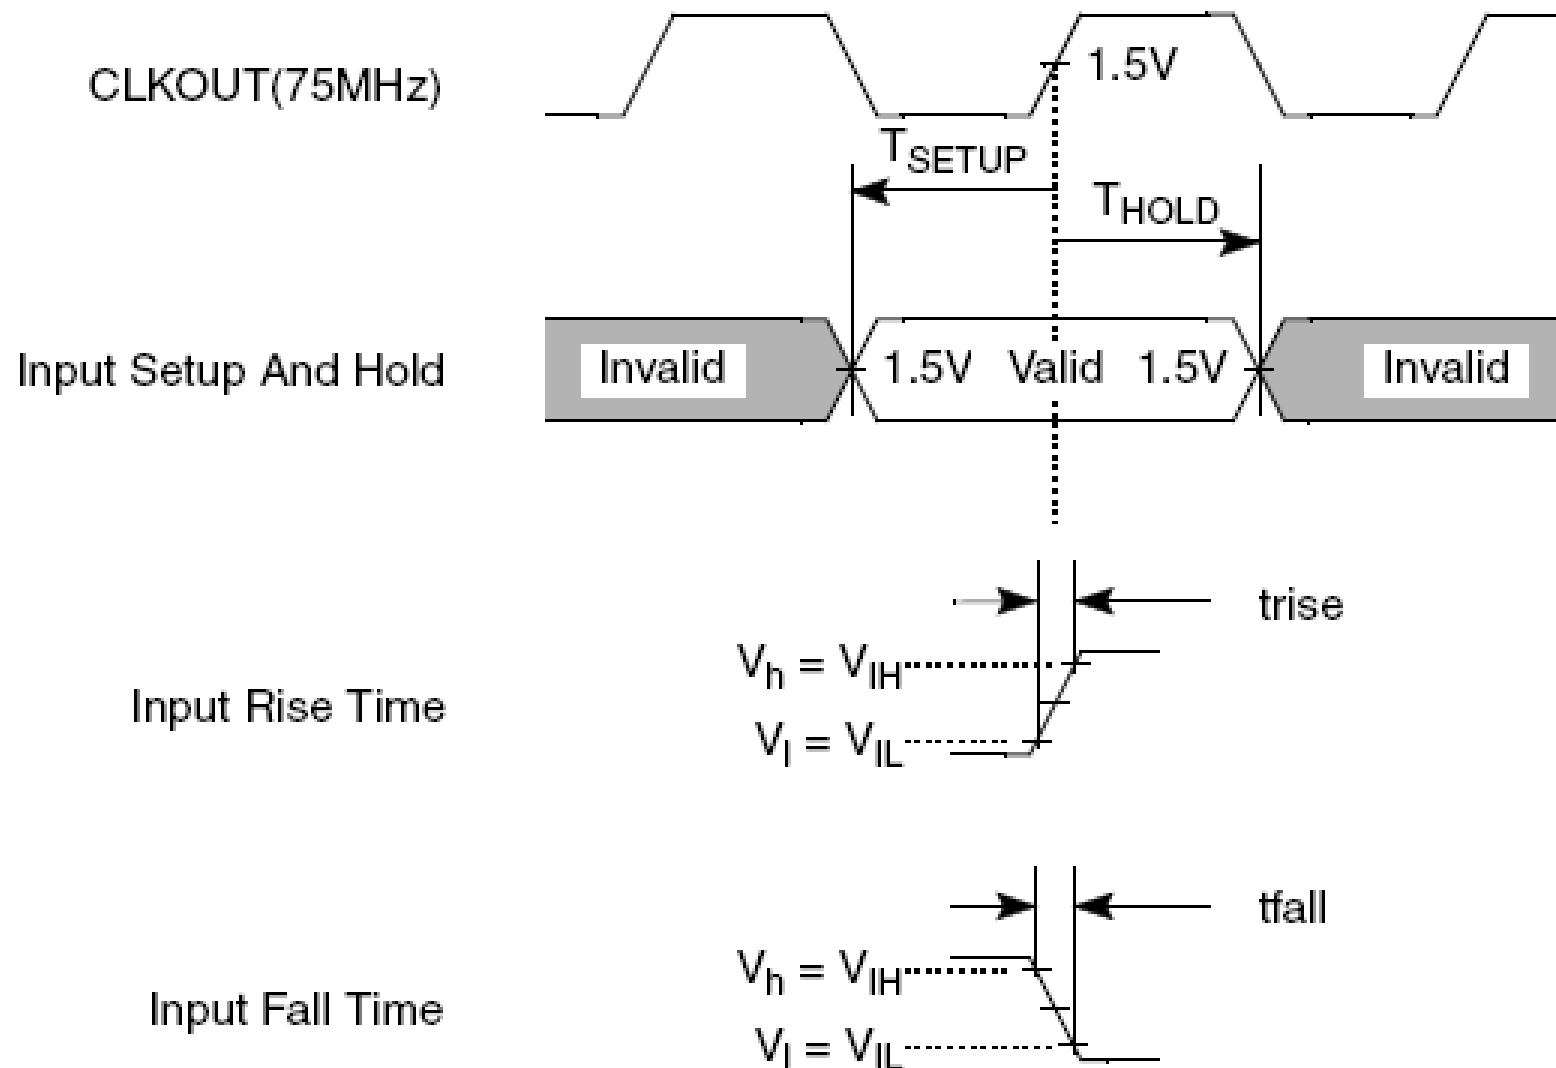 CLKOUT(75MHz)
1.5V
TSETUP
THOLD
Input Setup And Hold
Invalid
1.5V Valid 1.5V
Invalid
trise
Vh = VIH
Input Rise Time
Vl = VIL
tfall
Vh = VIH
Input Fall Time
Vl = VIL